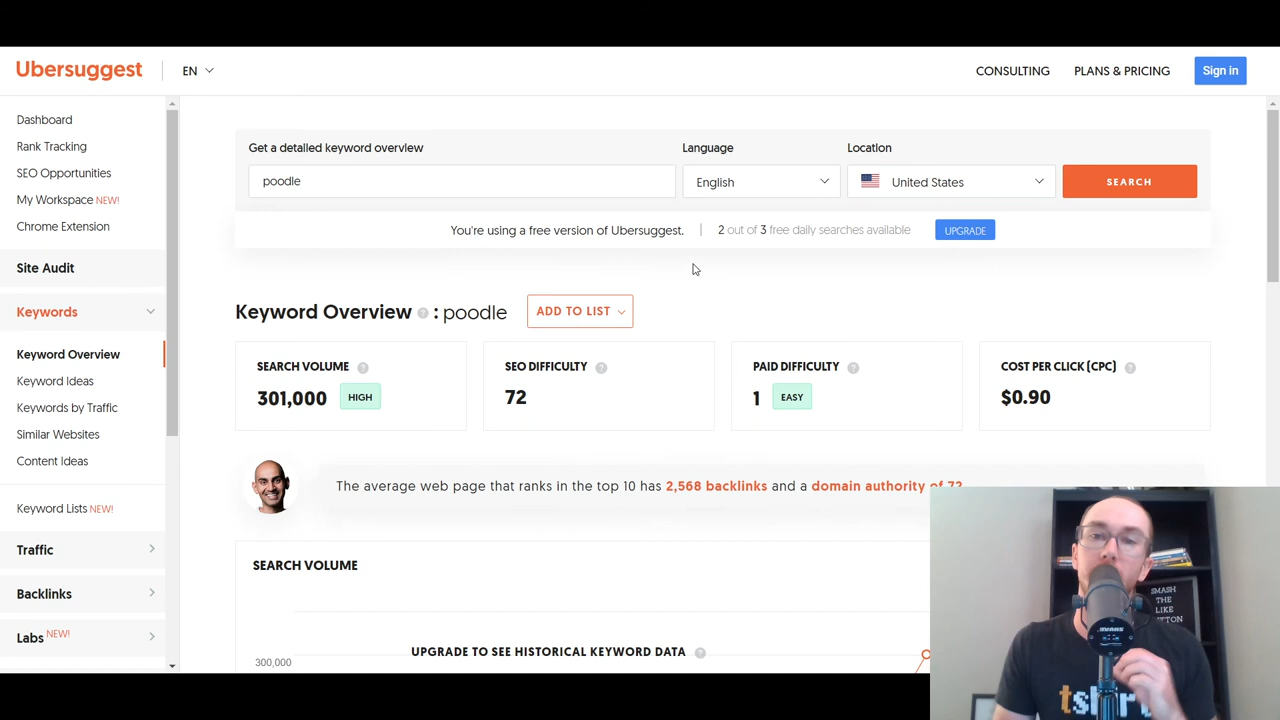 Ubersuggest
EN
CONSULTING
PLANS & PRICING
Sign in
Dashboard
Rank Tracking
SEO Opportunities
My Workspace NEW!
Chrome Extension
Site Audit
Keywords
Keyword Overview
Keyword Ideas
Keywords by Traffic
Similar Websites
Content Ideas
Keyword Lists NEW!
Traffic
Backlinks
Labs NEW!
Get a detailed keyword overview
Language
Location
poodle
English
United States
SEARCH
You're using a free version of Ubersuggest.
2 out of 3 free daily searches available
UPGRADE
Keyword Overview ? : poodle
ADD TO LIST
SEARCH VOLUME ?
301,000 HIGH
SEO DIFFICULTY ?
72
PAID DIFFICULTY ?
1 EASY
COST PER CLICK (CPC) ?
$0.90
The average web page that ranks in the top 10 has 2,568 backlinks and a domain authority of 72
SEARCH VOLUME
UPGRADE TO SEE HISTORICAL KEYWORD DATA ?
300,000
SMASH
THE
LIKE